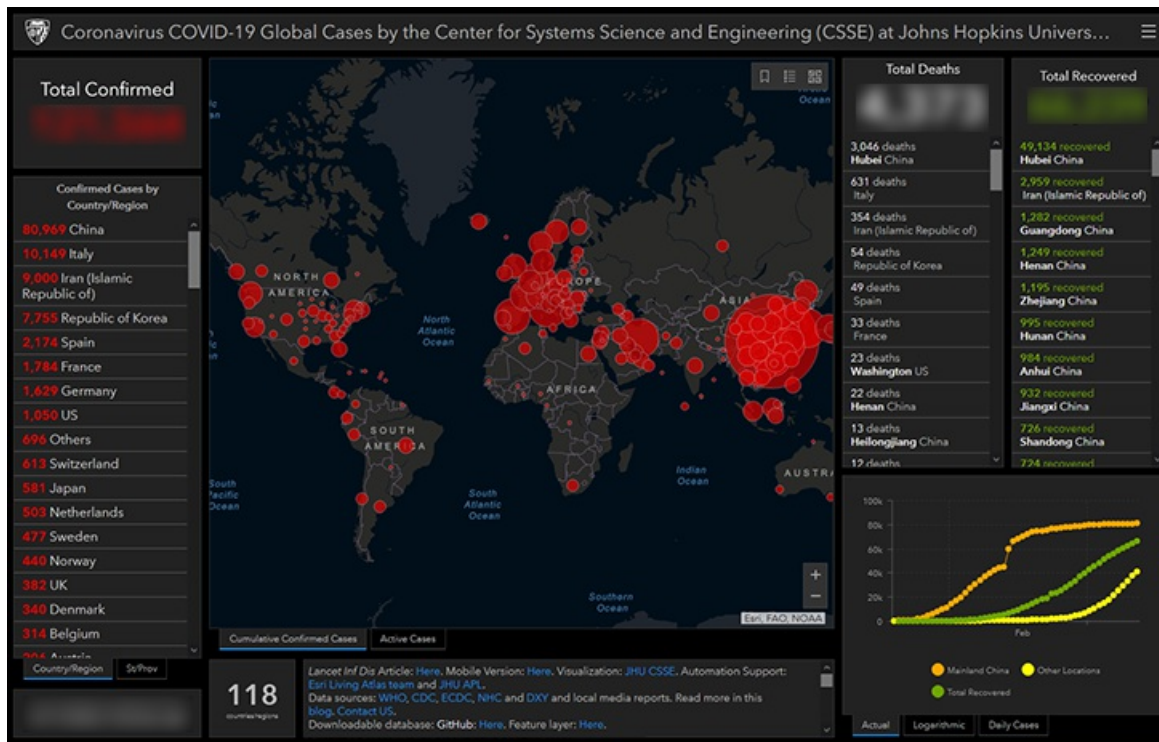 Coronavirus COVID-19 Global Cases by the Center for Systems Science and Engineering (CSSE) at Johns Hopkins Univers...
Total Confirmed
Confirmed Cases by
Country/Region
80,969 China
10,149 Italy
9,000 Iran (Islamic
Republic of)
7,755 Republic of Korea
2,174 Spain
1,784 France
1,629 Germany
1,050 US
696 Others
613 Switzerland
581 Japan
503 Netherlands
477 Sweden
440 Norway
382 UK
340 Denmark
314 Belgium
Country/Region
St/Prov
Ocean
NORTH
AMERICA
North
Atlantic
Ocean
ASIA
AFRICA
SOUTH
AMERICA
South
Pacific
Ocean
South
Atlantic
Ocean
Indian
Ocean
AUSTR
Southern
Ocean
+
−
Esri, FAO, NOAA
Cumulative Confirmed Cases
Active Cases
118
countries/regions
Lancet Inf Dis Article: Here. Mobile Version: Here. Visualization: JHU CSSE. Automation Support:
Esri Living Atlas team and JHU APL.
Data sources: WHO, CDC, ECDC, NHC and DXY and local media reports. Read more in this
blog. Contact US.
Downloadable database: GitHub: Here. Feature layer: Here.
Total Deaths
3,046 deaths
Hubei China
631 deaths
Italy
354 deaths
Iran (Islamic Republic of)
54 deaths
Republic of Korea
49 deaths
Spain
33 deaths
France
23 deaths
Washington US
22 deaths
Henan China
13 deaths
Heilongjiang China
12 deaths
Total Recovered
49,134 recovered
Hubei China
2,959 recovered
Iran (Islamic Republic of)
1,282 recovered
Guangdong China
1,249 recovered
Henan China
1,195 recovered
Zhejiang China
995 recovered
Hunan China
984 recovered
Anhui China
932 recovered
Jiangxi China
726 recovered
Shandong China
724 recovered
100k
80k
60k
40k
20k
0
Feb
Mainland China
Other Locations
Total Recovered
Actual
Logarithmic
Daily Cases